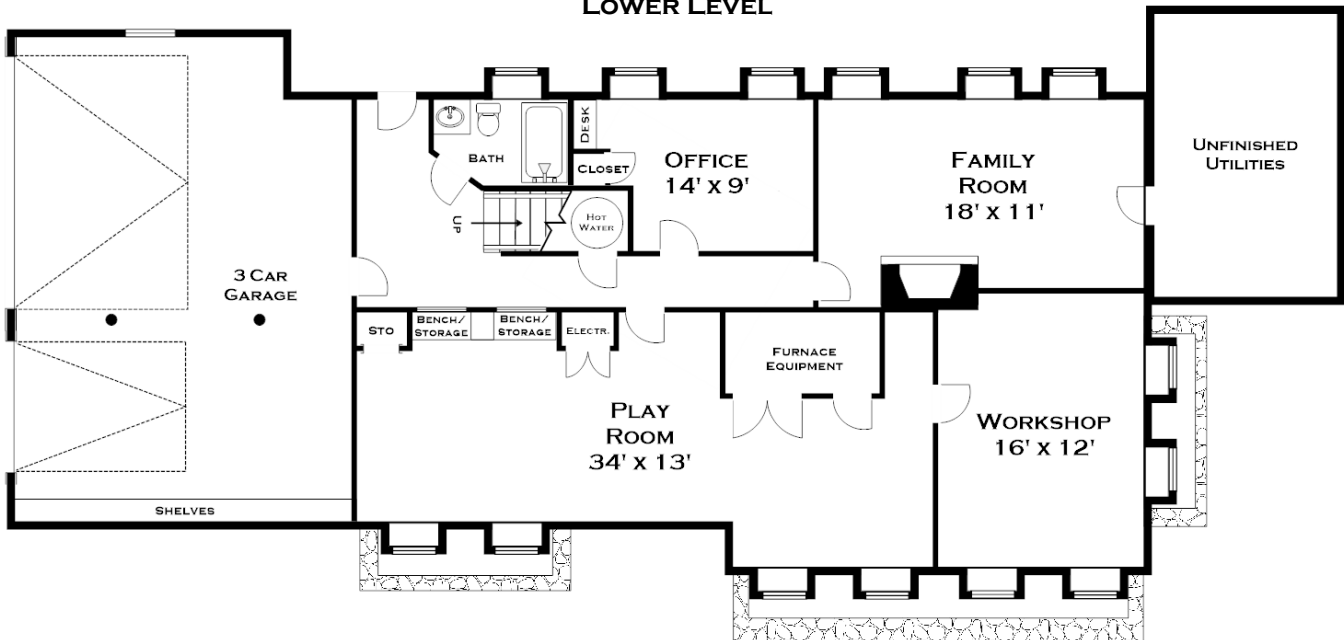 LOWER LEVEL
UNFINISHED
UTILITIES
DESK
BATH
CLOSET
OFFICE
14' X 9'
FAMILY
ROOM
18' X 11'
UP
HOT
WATER
3 CAR
GARAGE
STO
BENCH/
STORAGE
BENCH/
STORAGE
ELECTR.
FURNACE
EQUIPMENT
PLAY
ROOM
34' X 13'
WORKSHOP
16' X 12'
SHELVES